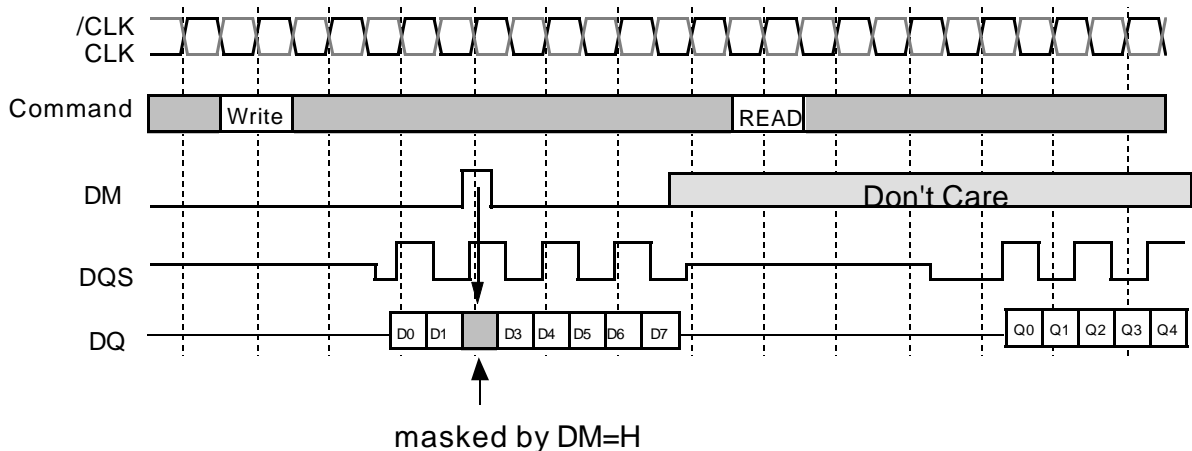 /CLK
CLK
Command Write READ
DM Don't Care
DQS
DQ D0 D1 D3 D4 D5 D6 D7 Q0 Q1 Q2 Q3 Q4
masked by DM=H